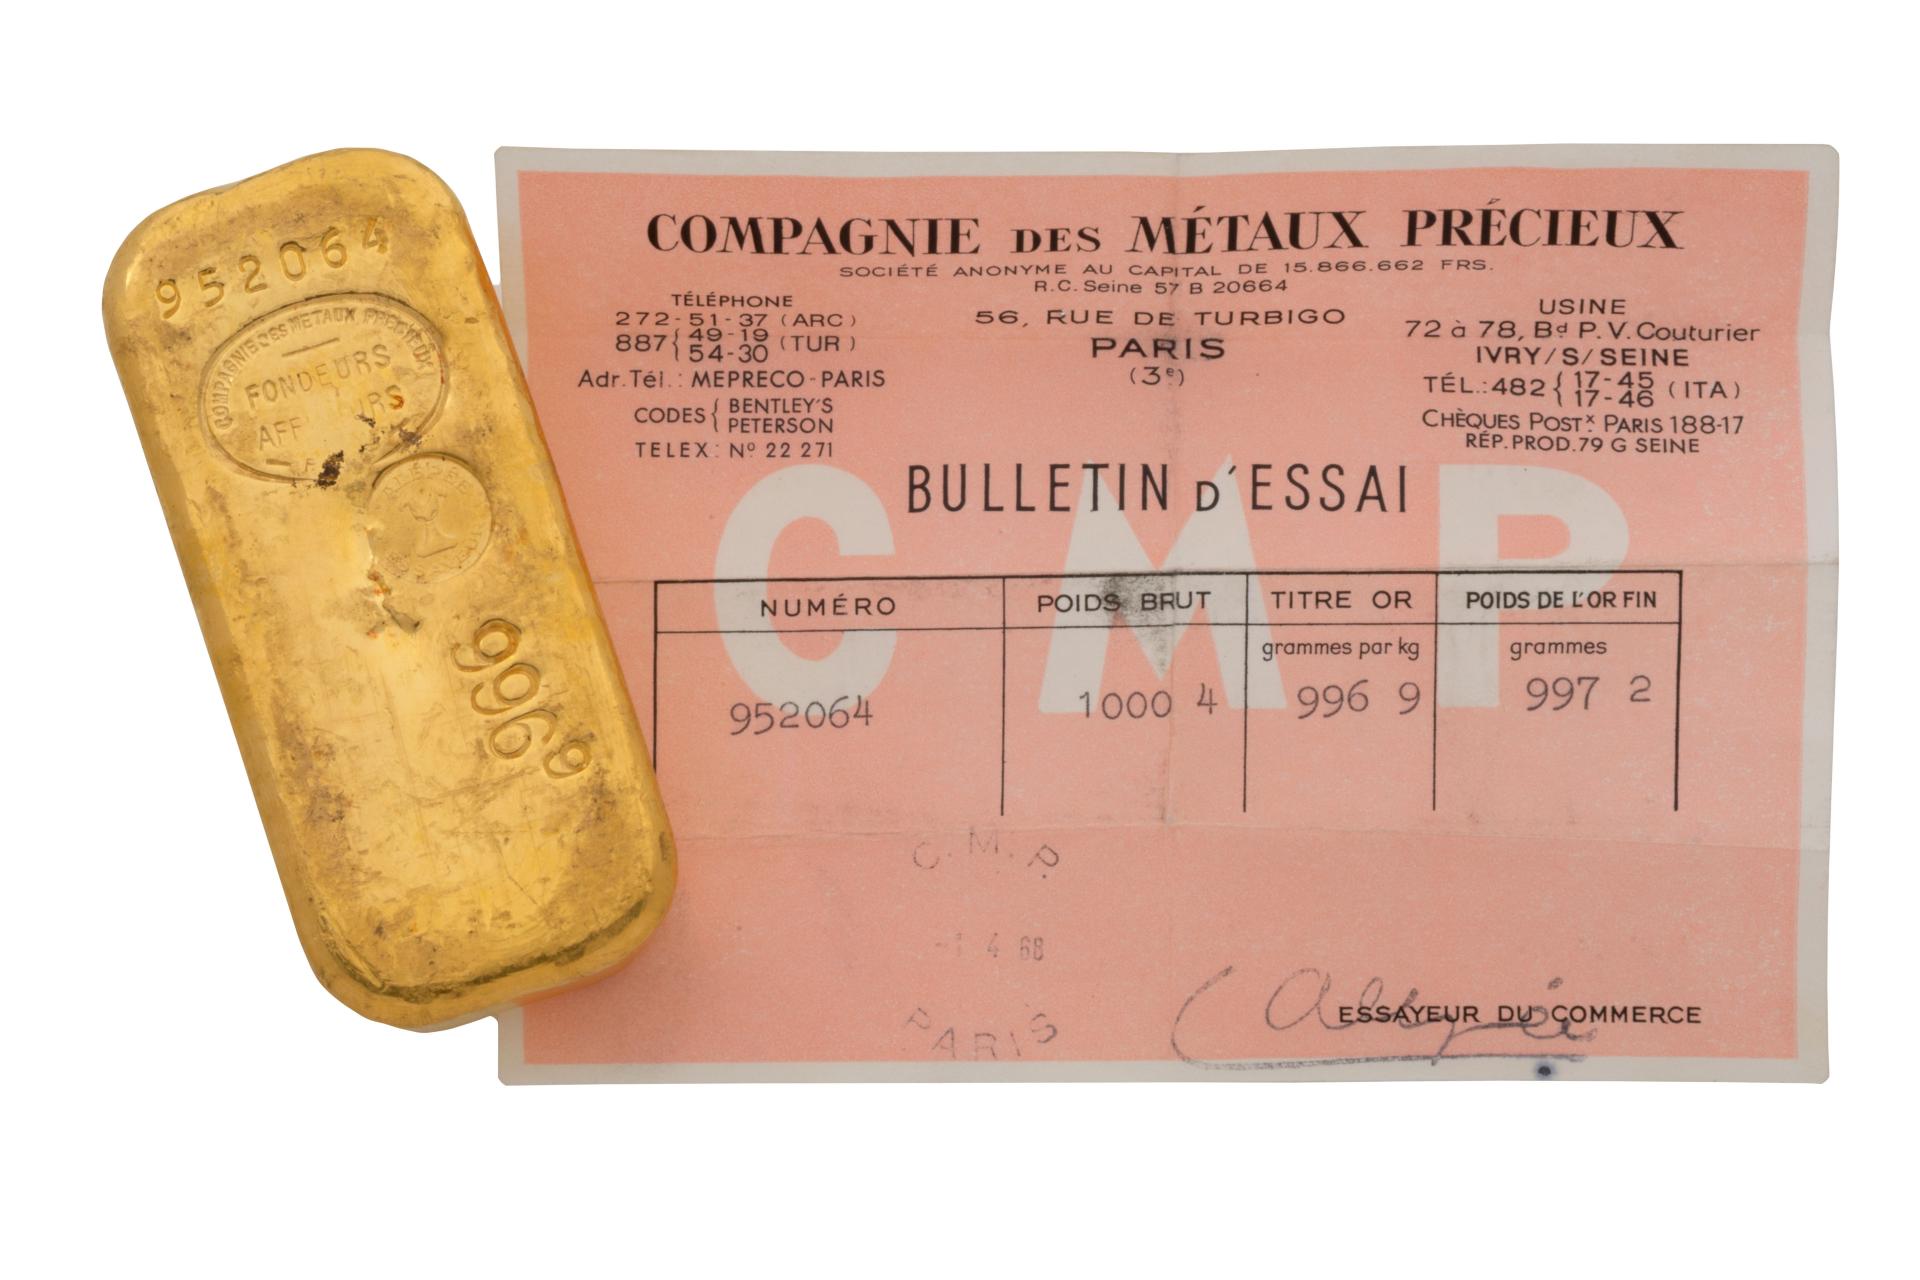 952064
COMPAGNIE DES METAUX PRECIEUX
FONDEURS
9969
COMPAGNIE DES MÉTAUX PRÉCIEUX
SOCIÉTÉ ANONYME AU CAPITAL DE 15.866.662 FRS.
R.C. Seine 57 B 20664
TÉLÉPHONE
272-51-37 (ARC)
887 { 49-19 (TUR)
54-30
Adr. Tél.: MEPRECO-PARIS
CODES { BENTLEY'S
PETERSON
TELEX: Nº 22 271
56, RUE DE TURBIGO
PARIS
(3e)
USINE
72 à 78, Bd P. V. Couturier
IVRY/S/SEINE
TÉL.: 482 { 17-45 (ITA)
17-46
CHÈQUES POSTx. PARIS 188-17
RÉP. PROD. 79 G SEINE
BULLETIN D'ESSAI
C M P
NUMÉRO POIDS BRUT TITRE OR POIDS DE L'OR FIN
grammes par kg grammes
952064 1000 4 996 9 997 2
C. M. P.
-1 4 68
PARIS
ESSAYEUR DU COMMERCE